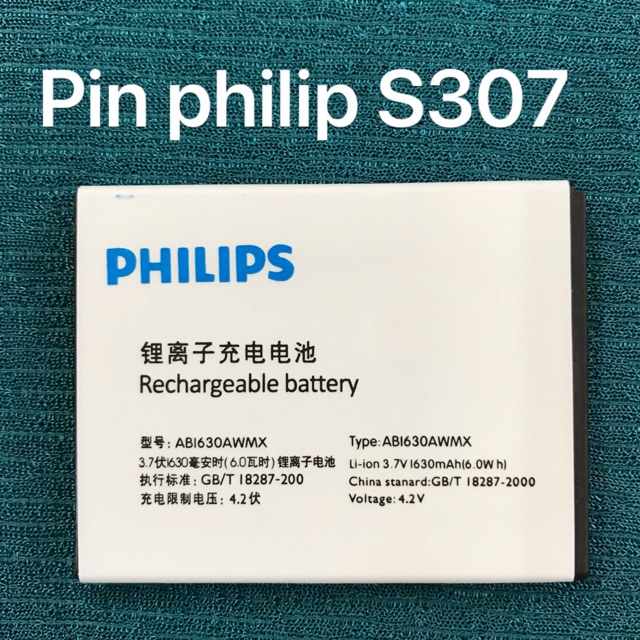 Pin philip S307
PHILIPS
锂离子充电电池
Rechargeable battery
型号: AB1630AWMX
3.7伏1630毫安时(6.0瓦时)锂离子电池
执行标准: GB/T 18287-200
充电限制电压: 4.2伏
Type: AB1630AWMX
Li-ion 3.7V 1630mAh(6.0W h)
China stanard: GB/T 18287-2000
Voltage: 4.2V